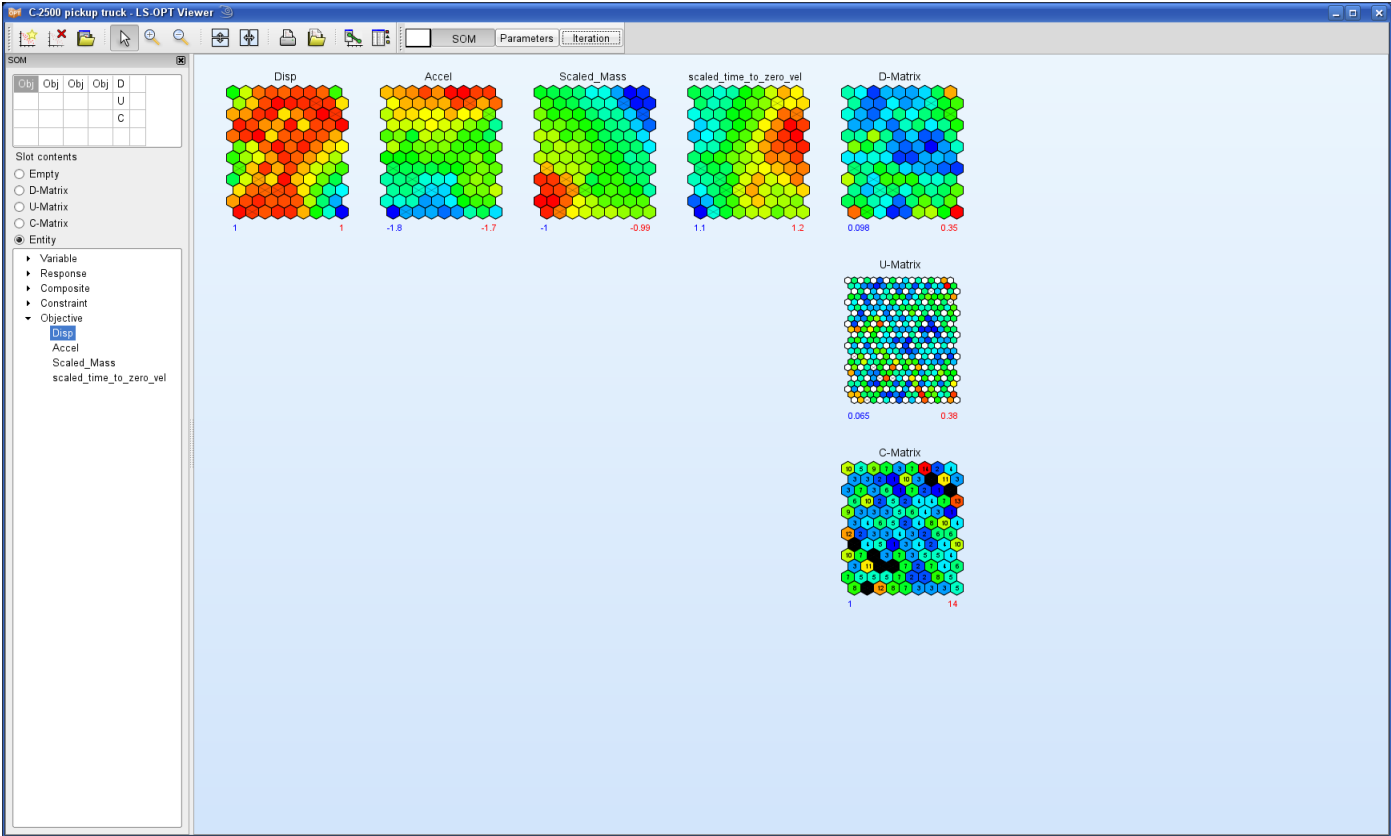 C-2500 pickup truck - LS-OPT Viewer
SOM Parameters Iteration
SOM
Obj Obj Obj Obj D
U
C
Slot contents
Empty
D-Matrix
U-Matrix
C-Matrix
Entity
Variable
Response
Composite
Constraint
Objective
Disp
Accel
Scaled_Mass
scaled_time_to_zero_vel
Disp Accel Scaled_Mass scaled_time_to_zero_vel D-Matrix
1 1 -1.8 -1.7 -1 -0.99 1.1 1.2 0.098 0.35
U-Matrix
0.065 0.38
C-Matrix
1 14